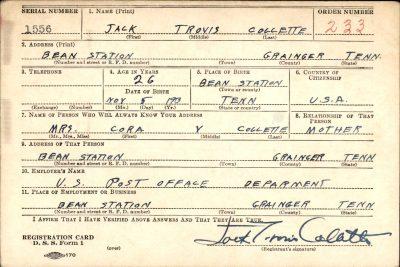 SERIAL NUMBER 1. NAME (Print) ORDER NUMBER
1556 JACK TROVIS COLLETTE 233
(First) (Middle) (Last)
2. ADDRESS (Print)
BEAN STATION GRAINGER TENN
(Number and street or R. F. D. number) (Town) (County) (State)
3. TELEPHONE 4. AGE IN YEARS 5. PLACE OF BIRTH 6. COUNTRY OF CITIZENSHIP
26 BEAN STATION
(Town or county)
DATE OF BIRTH
NOV 5 TENN U.S.A.
(Exchange) (Number) (Mo.) (Day) (Yr.) (State or country)
7. NAME OF PERSON WHO WILL ALWAYS KNOW YOUR ADDRESS 8. RELATIONSHIP OF THAT PERSON
MRS. CORA V COLLETTE MOTHER
(Mr., Mrs., Miss) (First) (Middle) (Last)
9. ADDRESS OF THAT PERSON
BEAN STATION GRAINGER TENN
(Number and street or R. F. D. number) (Town) (County) (State)
10. EMPLOYER'S NAME
U.S. POST OFFACE DEPARMENT
11. PLACE OF EMPLOYMENT OR BUSINESS
BEAN STATION GRAINGER TENN
(Number and street or R. F. D. number) (Town) (County) (State)
I AFFIRM THAT I HAVE VERIFIED ABOVE ANSWERS AND THAT THEY ARE TRUE.
REGISTRATION CARD
D. S. S. Form 1 (over) (Registrant's signature)